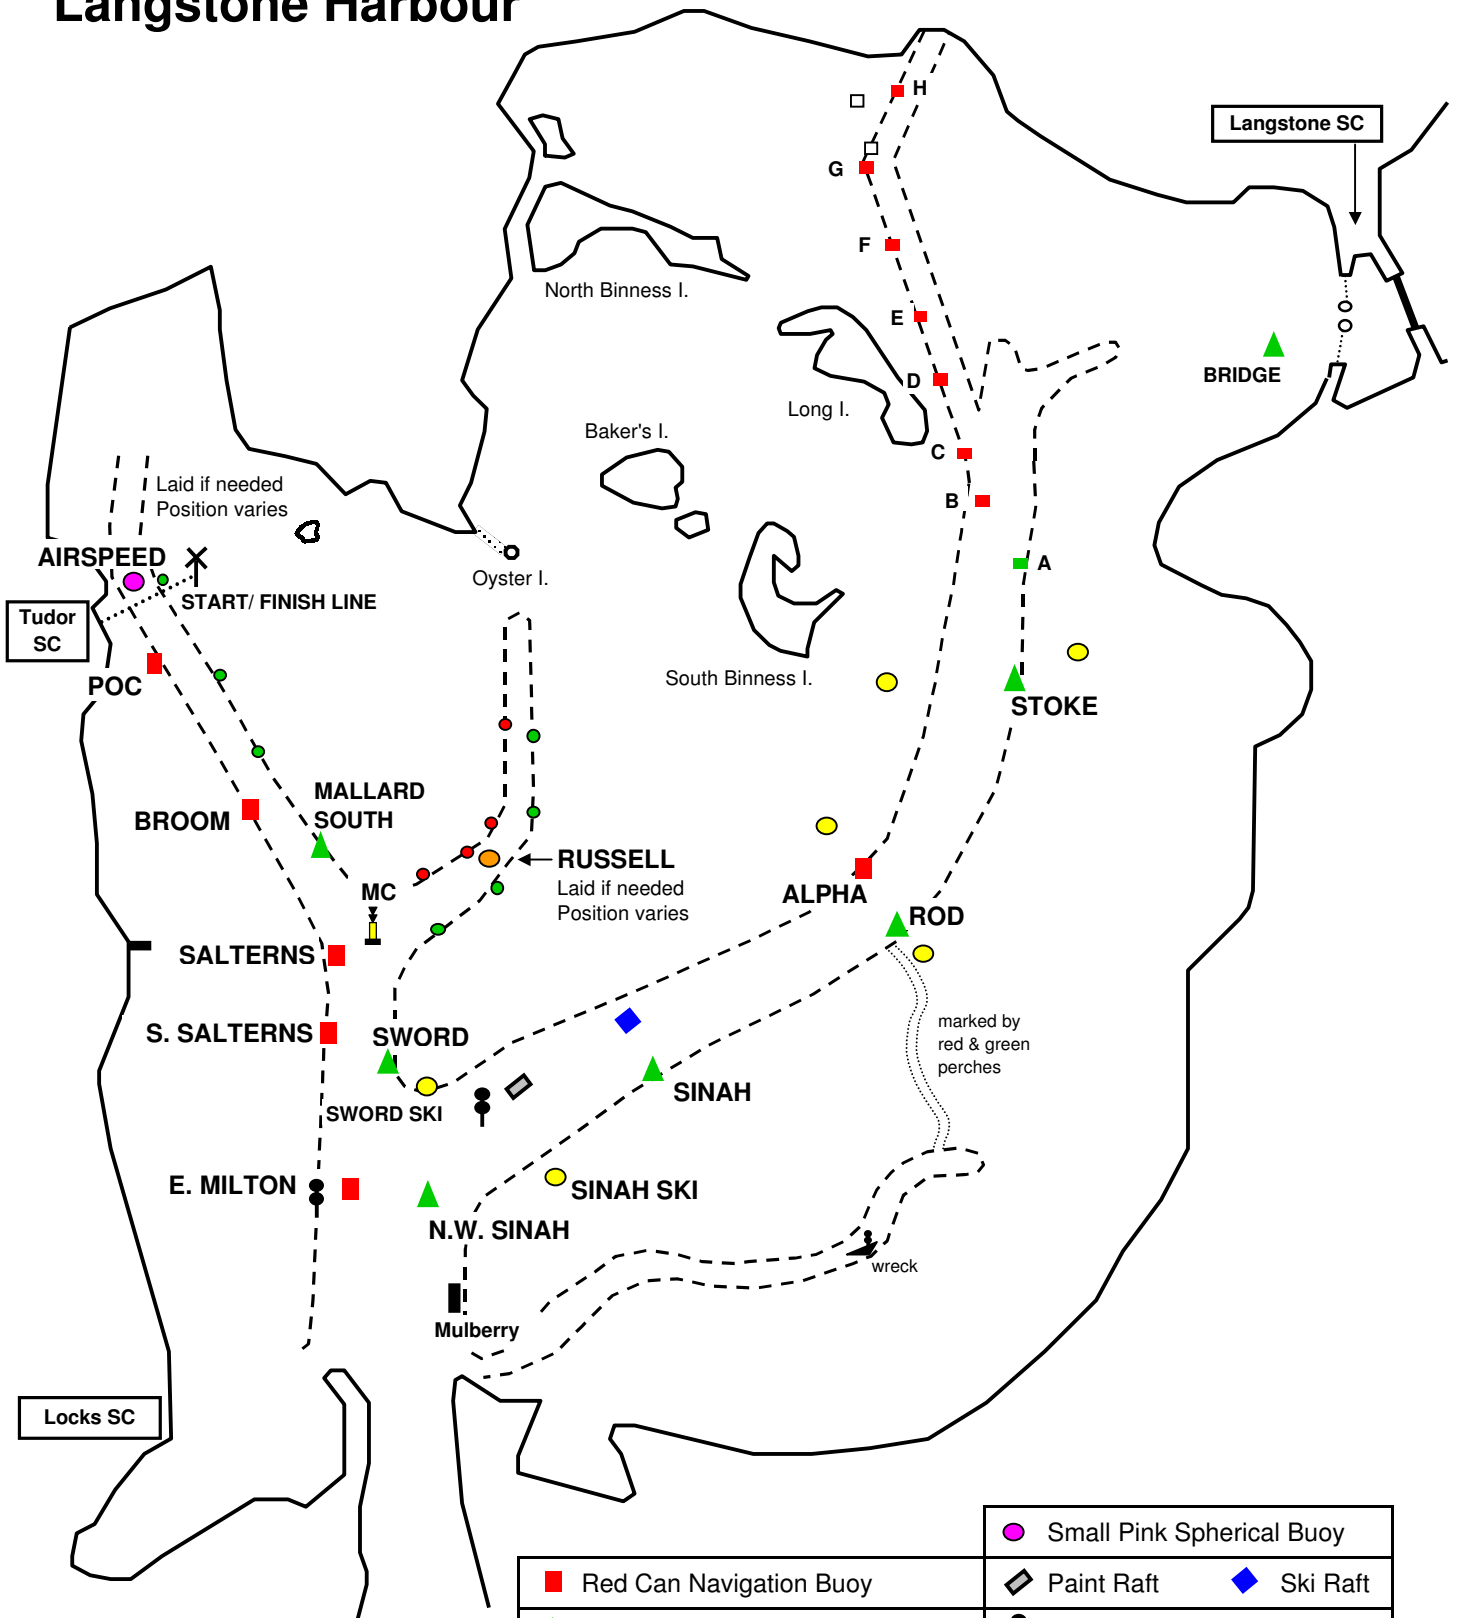 Langstone Harbour
H
Langstone SC
G
F
North Binness I.
E
BRIDGE
D
Long I.
Baker's I.
C
Laid if needed
Position varies
B
AIRSPEED
A
Oyster I.
START/ FINISH LINE
Tudor
SC
South Binness I.
POC
STOKE
MALLARD
SOUTH
BROOM
RUSSELL
Laid if needed
Position varies
MC
ALPHA
ROD
SALTERNS
marked by
red & green
perches
S. SALTERNS
SWORD
SINAH
SWORD SKI
E. MILTON
SINAH SKI
N.W. SINAH
wreck
Mulberry
Locks SC
Small Pink Spherical Buoy
Red Can Navigation Buoy
Paint Raft
Ski Raft